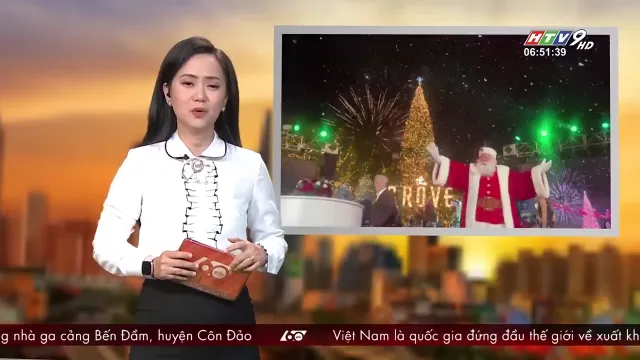 HTV9 HD
06:51:39
GROVE
60
g nhà ga cảng Bến Đầm, huyện Côn Đảo
60
Việt Nam là quốc gia đứng đầu thế giới về xuất kh